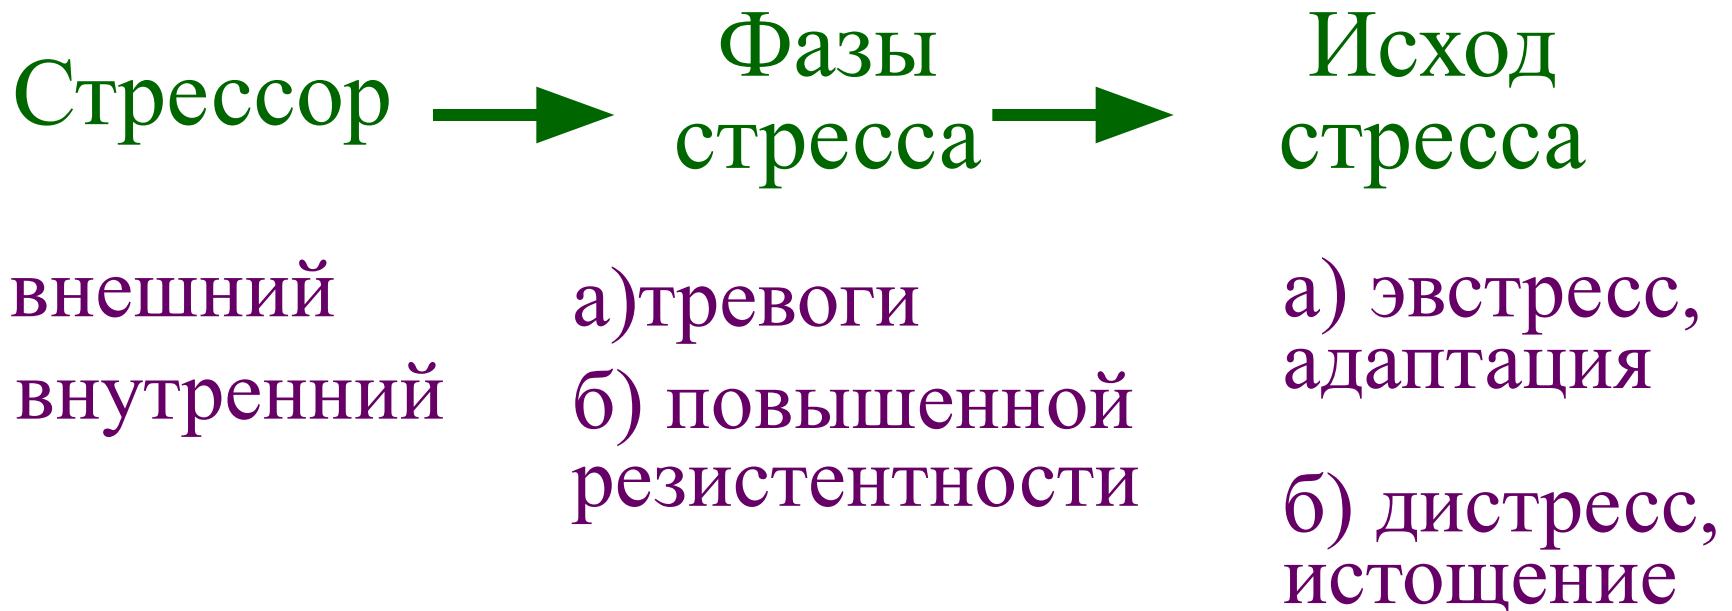 Стрессор
Фазы
стресса
Исход
стресса
внешний
внутренний
а)тревоги
б) повышенной
резистентности
а) эвстресс,
адаптация
б) дистресс,
истощение